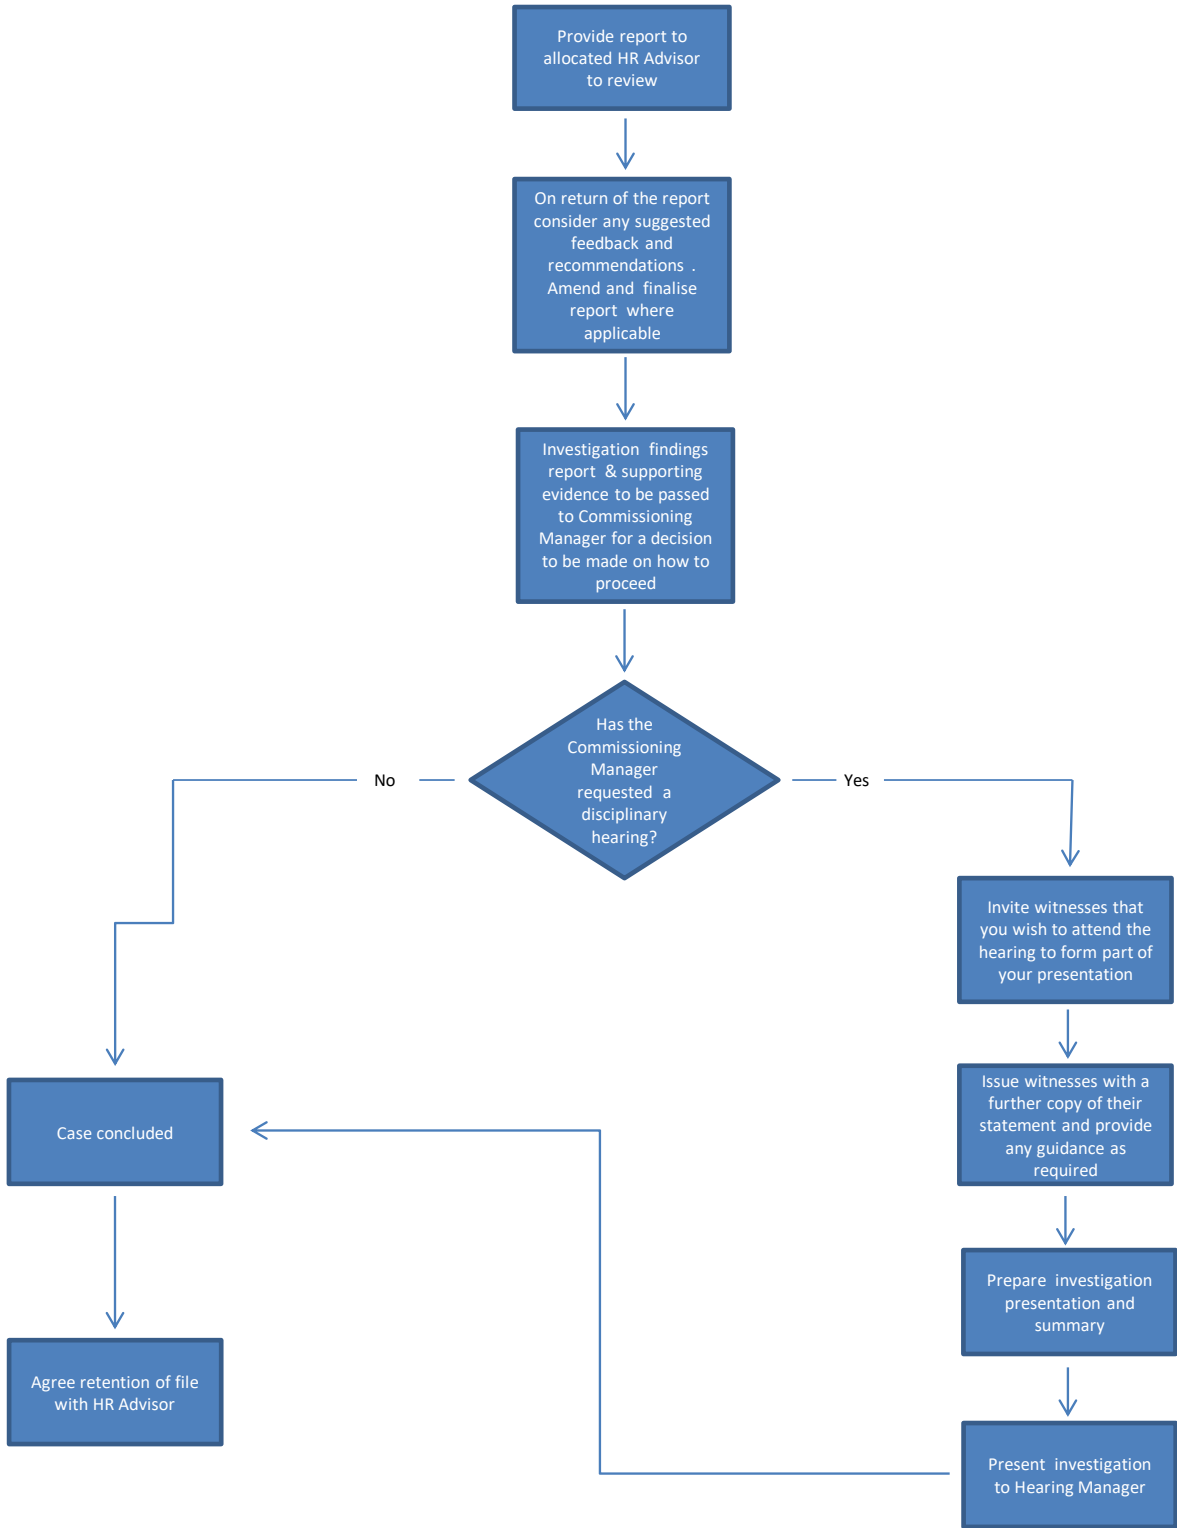 Provide report to
allocated HR Advisor
to review
On return of the report
consider any suggested
feedback and
recommendations .
Amend and finalise
report where
applicable
Investigation findings
report & supporting
evidence to be passed
to Commissioning
Manager for a decision
to be made on how to
proceed
Has the
Commissioning
Manager
requested a
disciplinary
hearing?
No
Yes
Invite witnesses that
you wish to attend the
hearing to form part of
your presentation
Issue witnesses with a
further copy of their
statement and provide
any guidance as
required
Prepare investigation
presentation and
summary
Present investigation
to Hearing Manager
Case concluded
Agree retention of file
with HR Advisor